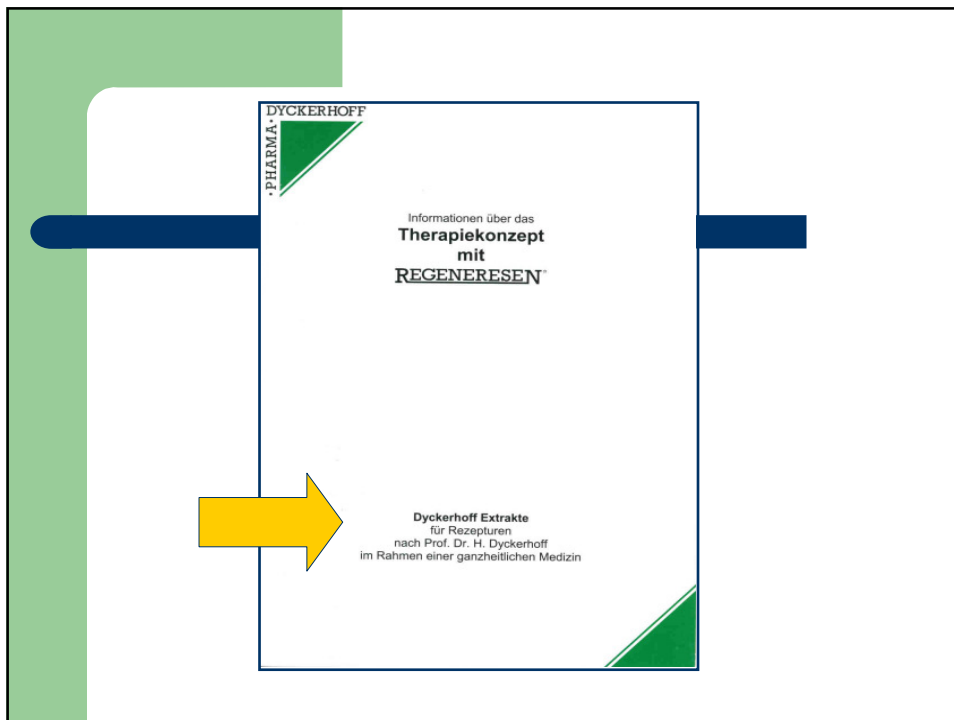 DYCKERHOFF
·PHARMA·
Informationen über das
Therapiekonzept
mit
REGENERESEN®
Dyckerhoff Extrakte
für Rezepturen
nach Prof. Dr. H. Dyckerhoff
im Rahmen einer ganzheitlichen Medizin